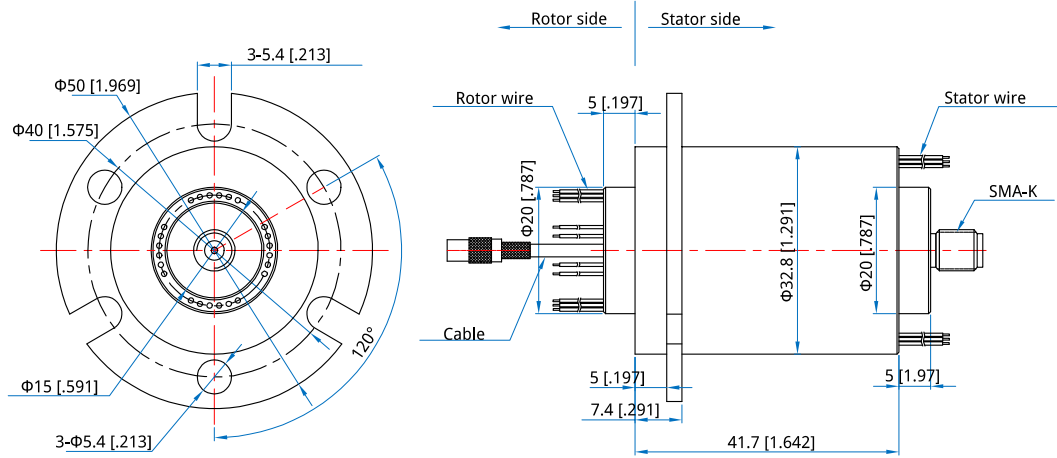 Rotor side
Stator side
3-5.4 [.213]
Φ50 [1.969]
Φ40 [1.575]
Φ15 [.591]
3-Φ5.4 [.213]
120°
Rotor wire
5 [.197]
Stator wire
Φ20 [.787]
SMA-K
Φ32.8 [1.291]
Φ20 [.787]
Cable
5 [.197]
5 [1.97]
7.4 [.291]
41.7 [1.642]